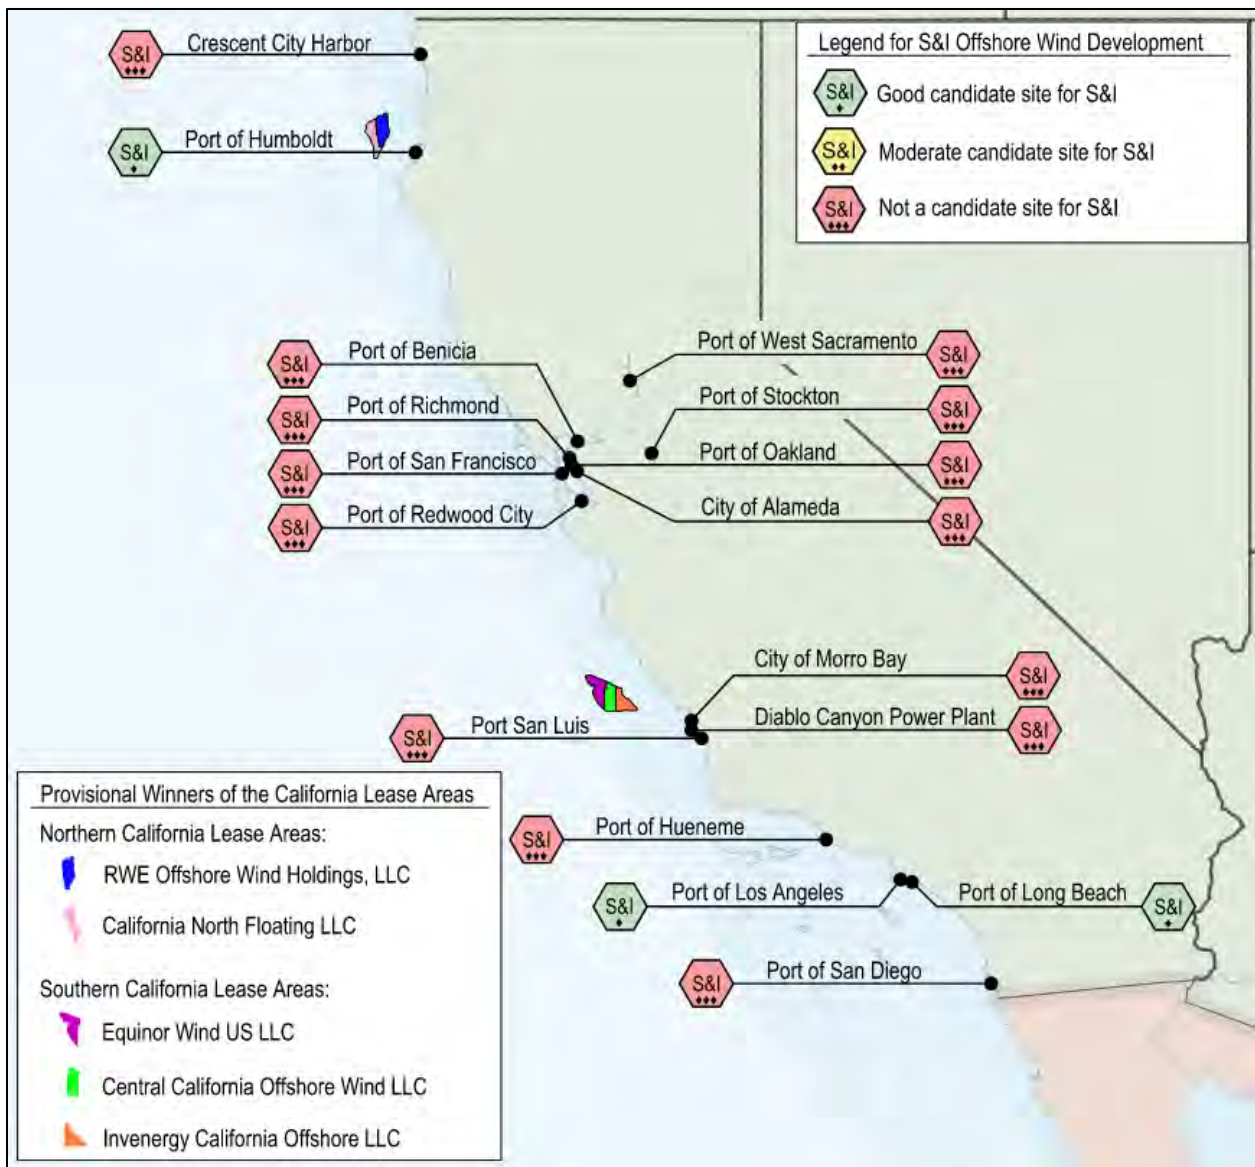 S&I Crescent City Harbor
S&I Port of Humboldt
Legend for S&I Offshore Wind Development
S&I Good candidate site for S&I
S&I Moderate candidate site for S&I
S&I Not a candidate site for S&I
S&I Port of Benicia
S&I Port of Richmond
S&I Port of San Francisco
S&I Port of Redwood City
Port of West Sacramento S&I
Port of Stockton S&I
Port of Oakland S&I
City of Alameda S&I
City of Morro Bay S&I
Diablo Canyon Power Plant S&I
S&I Port San Luis
S&I Port of Hueneme
S&I Port of Los Angeles
Port of Long Beach S&I
S&I Port of San Diego
Provisional Winners of the California Lease Areas
Northern California Lease Areas:
RWE Offshore Wind Holdings, LLC
California North Floating LLC
Southern California Lease Areas:
Equinor Wind US LLC
Central California Offshore Wind LLC
Invenergy California Offshore LLC